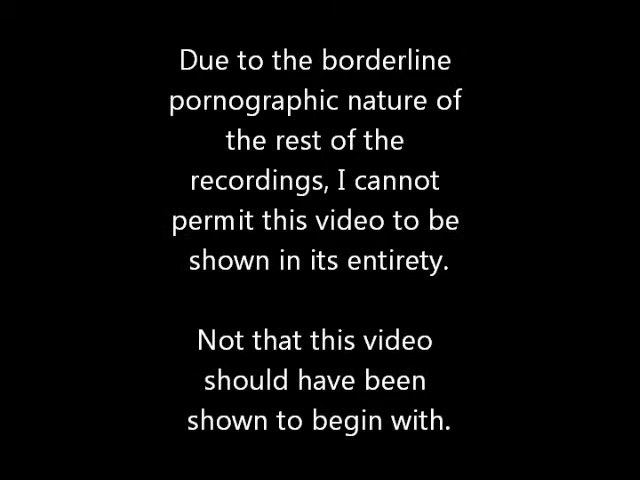 Due to the borderline
pornographic nature of
the rest of the
recordings, I cannot
permit this video to be
shown in its entirety.
Not that this video
should have been
shown to begin with.